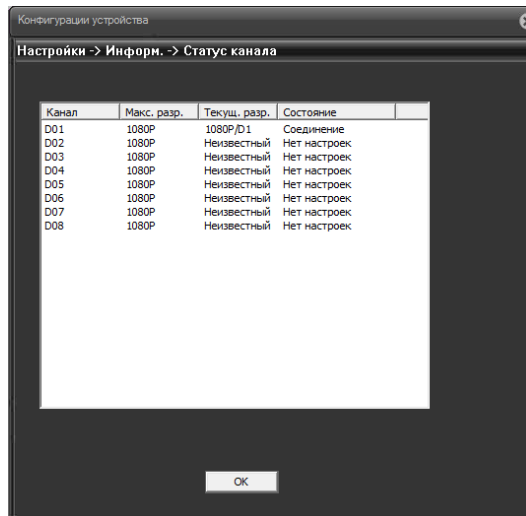 Конфигурации устройства
Настройки -> Информ. -> Статус канала
Канал Макс. разр. Текущ. разр. Состояние
D01 1080P 1080P/D1 Соединение
D02 1080P Неизвестный Нет настроек
D03 1080P Неизвестный Нет настроек
D04 1080P Неизвестный Нет настроек
D05 1080P Неизвестный Нет настроек
D06 1080P Неизвестный Нет настроек
D07 1080P Неизвестный Нет настроек
D08 1080P Неизвестный Нет настроек
OK